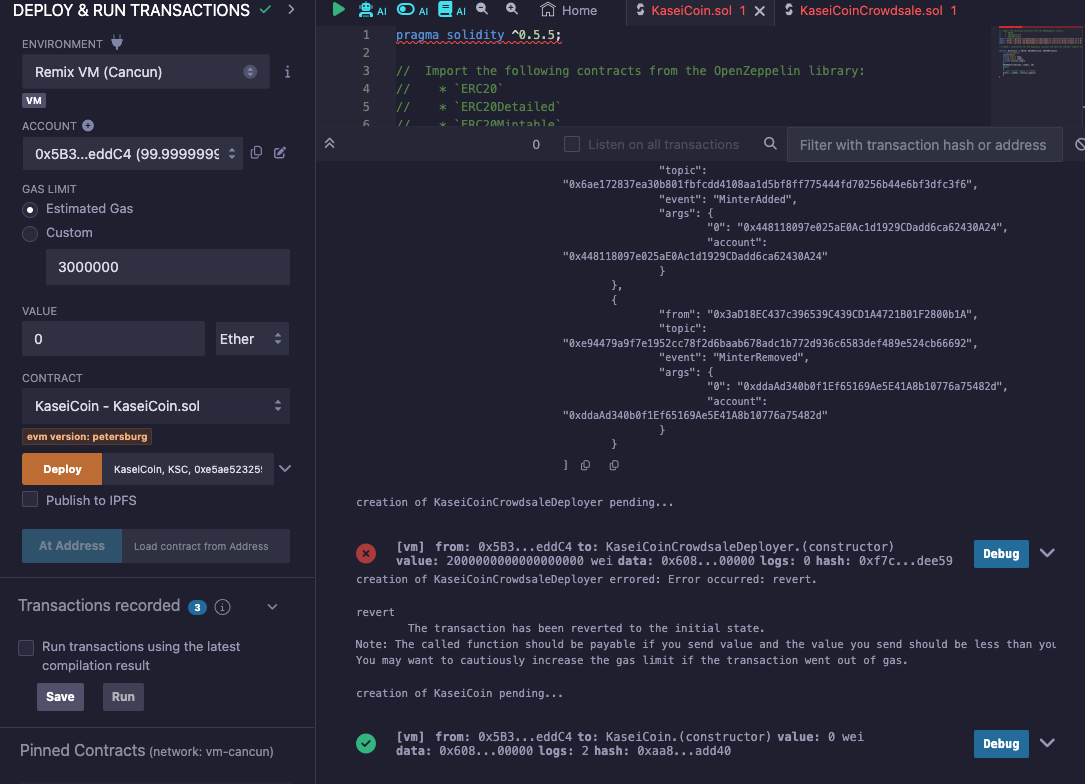 DEPLOY & RUN TRANSACTIONS
ENVIRONMENT
Remix VM (Cancun)
VM
ACCOUNT
0x5B3...eddC4 (99.9999999
GAS LIMIT
Estimated Gas
Custom
3000000
VALUE
0
Ether
CONTRACT
KaseiCoin - KaseiCoin.sol
evm version: petersburg
Deploy
KaseiCoIn, KSC, 0xe5ae52325
Publish to IPFS
At Address
Load contract from Address
Transactions recorded 3 i
Run transactions using the latest
compilation result
Save
Run
Pinned Contracts (network: vm-cancun)
AI AI AI Home KaseiCoin.sol 1 KaseiCoinCrowdsale.sol 1
1 pragma solidity ^0.5.5;
2
3 // Import the following contracts from the OpenZeppelin library:
4 // * `ERC20`
5 // * `ERC20Detailed`
6 // * `ERC20Mintable`
0 Listen on all transactions Filter with transaction hash or address
"topic":
"0x6ae172837ea30b801fbfcdd4108aa1d5bf8ff775444fd70256b44e6bf3dfc3f6",
"event": "MinterAdded",
"args": {
"0": "0x448118097e025aE0Ac1d1929CDadd6ca62430A24",
"account":
"0x448118097e025aE0Ac1d1929CDadd6ca62430A24"
}
},
{
"from": "0x3aD18EC437c396539C439CD1A4721B01F2800b1A",
"topic":
"0xe94479a9f7e1952cc78f2d6baab678adc1b772d936c6583def489e524cb66692",
"event": "MinterRemoved",
"args": {
"0": "0xddaAd340b0f1Ef65169Ae5E41A8b10776a75482d",
"account":
"0xddaAd340b0f1Ef65169Ae5E41A8b10776a75482d"
}
}
]
creation of KaseiCoinCrowdsaleDeployer pending...
[vm] from: 0x5B3...eddC4 to: KaseiCoinCrowdsaleDeployer.(constructor)
value: 2000000000000000000 wei data: 0x608...00000 logs: 0 hash: 0xf7c...dee59
Debug
creation of KaseiCoinCrowdsaleDeployer errored: Error occurred: revert.
revert
The transaction has been reverted to the initial state.
Note: The called function should be payable if you send value and the value you send should be less than you
You may want to cautiously increase the gas limit if the transaction went out of gas.
creation of KaseiCoin pending...
[vm] from: 0x5B3...eddC4 to: KaseiCoin.(constructor) value: 0 wei
data: 0x608...00000 logs: 2 hash: 0xaa8...add40
Debug